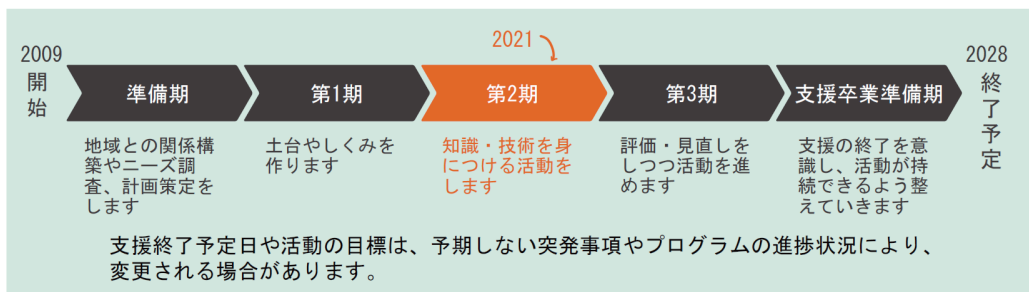 2021
2009
開始
準備期
第1期
第2期
第3期
支援卒業準備期
2028
終了予定
地域との関係構
築やニーズ調
査、計画策定を
します
土台やしくみを
作ります
知識・技術を身
につける活動を
します
評価・見直しを
しつつ活動を進
めます
支援の終了を意
識し、活動が持
続できるよう整
えていきます
支援終了予定日や活動の目標は、予期しない突発事項やプログラムの進捗状況により、
変更される場合があります。